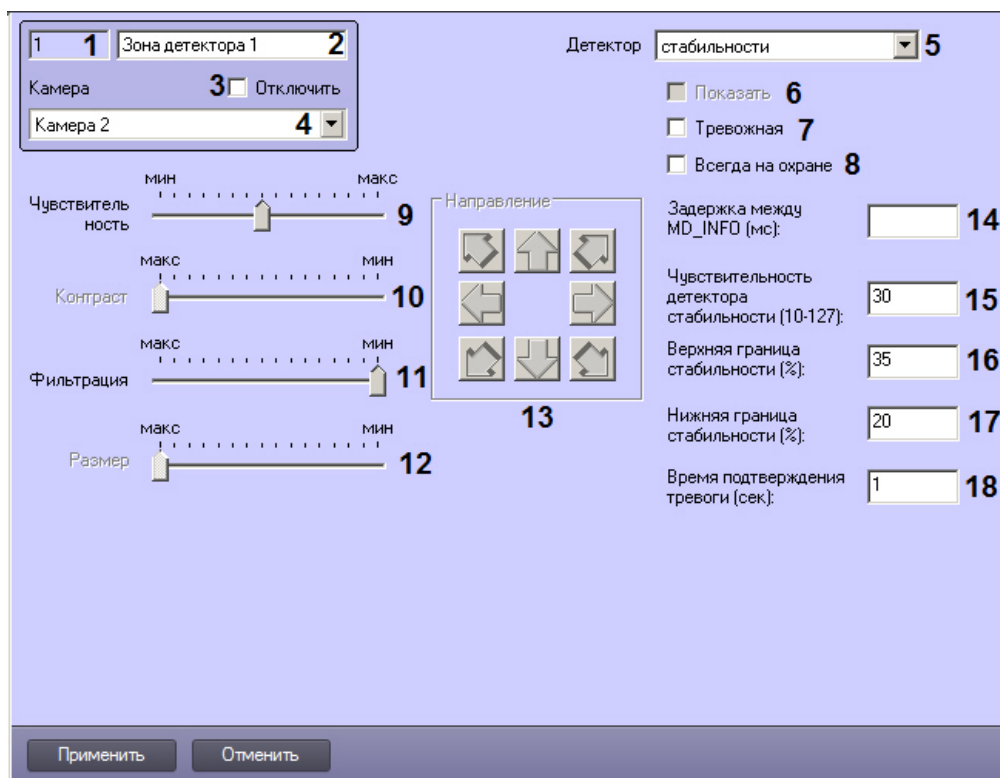 1 1 Зона детектора 1 2
Камера 3 Отключить
Камера 2 4
Детектор стабильности 5
Показать 6
Тревожная 7
Всегда на охране 8
мин макс
Чувствитель
ность 9
макс мин
Контраст 10
макс мин
Фильтрация 11
макс мин
Размер 12
Направление
13
Задержка между
MD_INFO (мс): 14
Чувствительность
детектора
стабильности (10-127): 30 15
Верхняя граница
стабильности (%): 35 16
Нижняя граница
стабильности (%): 20 17
Время подтверждения
тревоги (сек): 1 18
Применить Отменить